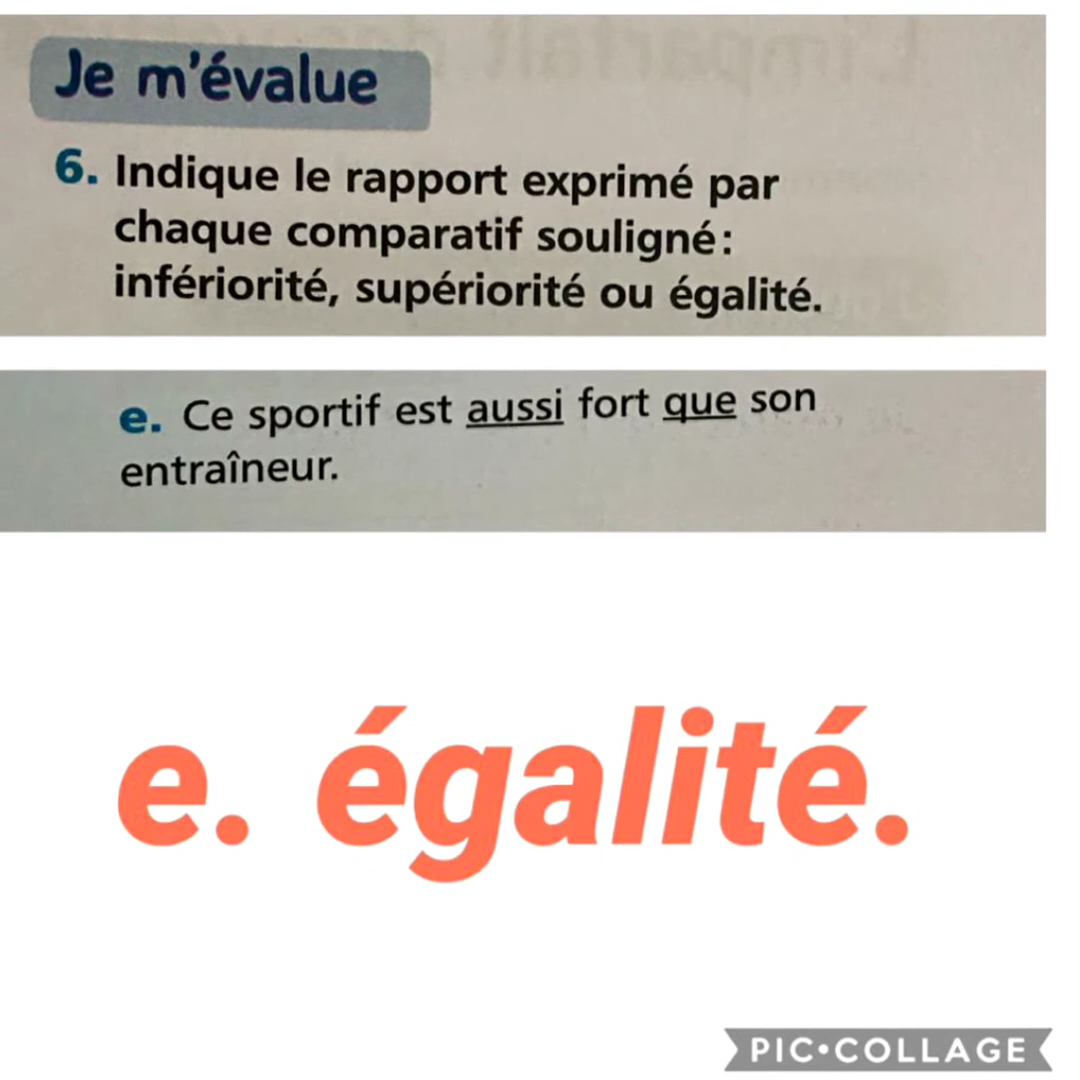 Je m'évalue
6. Indique le rapport exprimé par
chaque comparatif souligné:
infériorité, supériorité ou égalité.
e. Ce sportif est aussi fort que son
entraîneur.
e. égalité.
PIC•COLLAGE